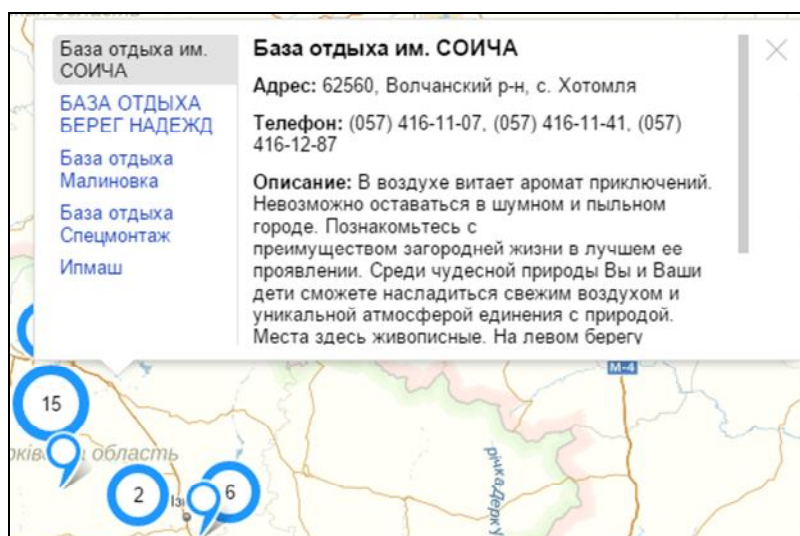 База отдыха им.
СОИЧА
БАЗА ОТДЫХА
БЕРЕГ НАДЕЖД
База отдыха
Малиновка
База отдыха
Спецмонтаж
Ипмаш
База отдыха им. СОИЧА
Адрес: 62560, Волчанский р-н, с. Хотомля
Телефон: (057) 416-11-07, (057) 416-11-41, (057)
416-12-87
Описание: В воздухе витает аромат приключений.
Невозможно оставаться в шумном и пыльном
городе. Познакомьтесь с
преимуществом загородней жизни в лучшем ее
проявлении. Среди чудесной природы Вы и Ваши
дети сможете насладиться свежим воздухом и
уникальной атмосферой единения с природой.
Места здесь живописные. На левом берегу
М-4
15
область
2
6
річка Дерку